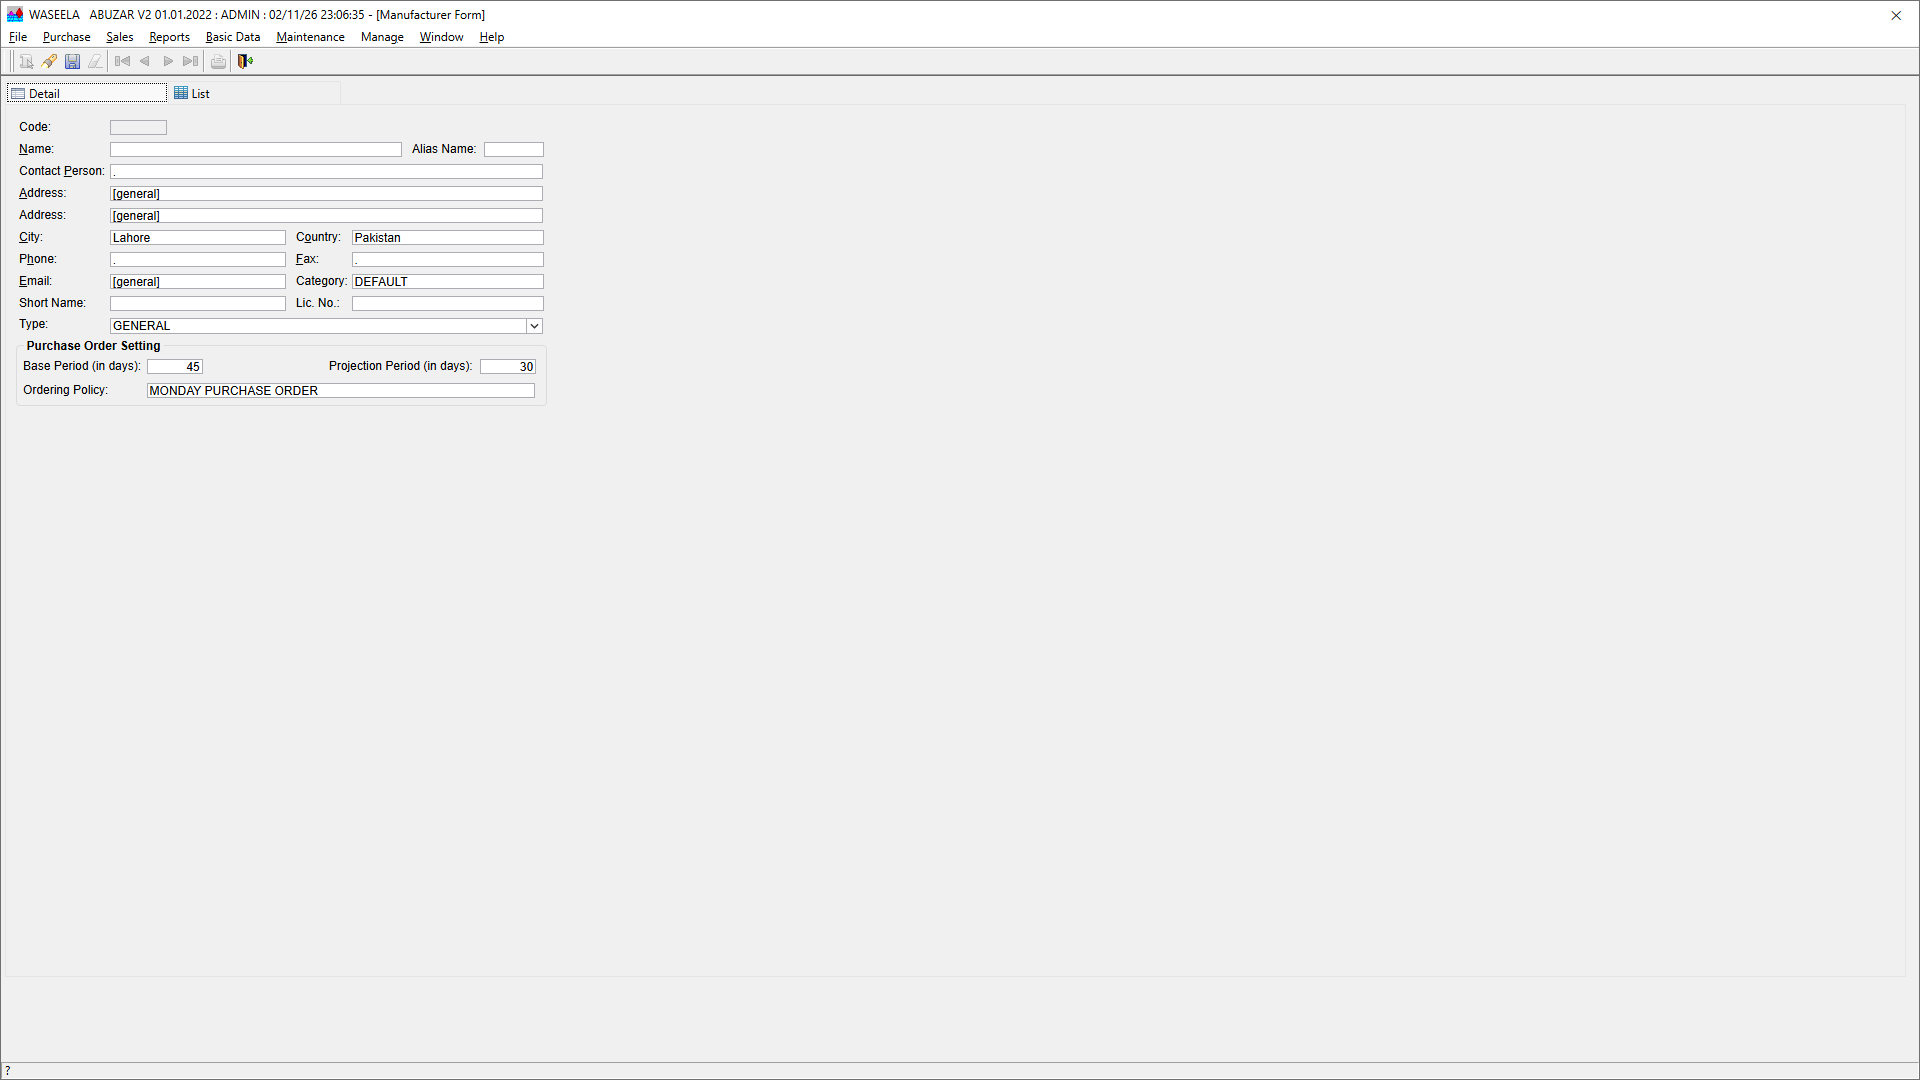 WASEELA ABUZAR V2 01.01.2022 : ADMIN : 02/11/26 23:06:35 - [Manufacturer Form]
File Purchase Sales Reports Basic Data Maintenance Manage Window Help
Detail List
Code:
Name: Alias Name:
Contact Person: .
Address: [general]
Address: [general]
City: Lahore Country: Pakistan
Phone: . Fax: .
Email: [general] Category: DEFAULT
Short Name: Lic. No.:
Type: GENERAL
Purchase Order Setting
Base Period (in days): 45 Projection Period (in days): 30
Ordering Policy: MONDAY PURCHASE ORDER
?